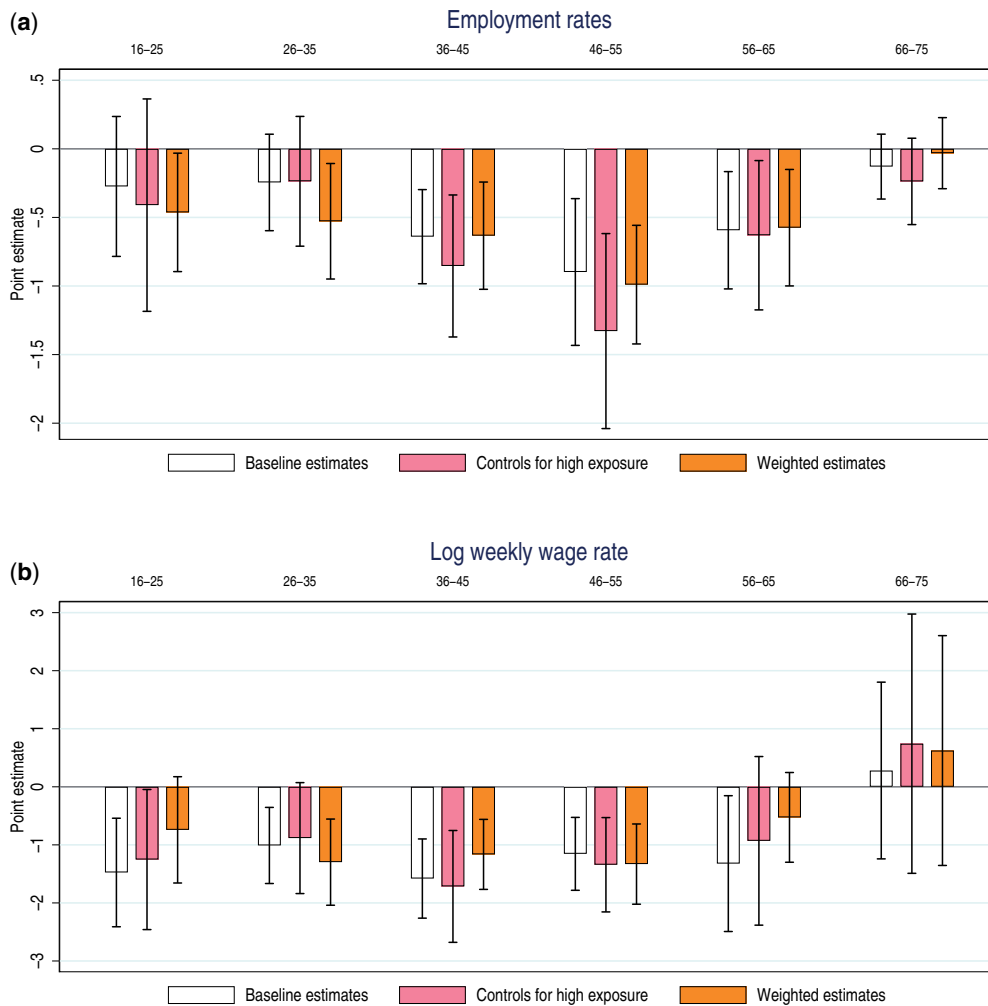 (a)
Employment rates
16–25 26–35 36–45 46–55 56–65 66–75
Point estimate
.5
0
−.5
−1
−1.5
−2
Baseline estimates Controls for high exposure Weighted estimates
(b)
Log weekly wage rate
16–25 26–35 36–45 46–55 56–65 66–75
Point estimate
3
2
1
0
−1
−2
−3
Baseline estimates Controls for high exposure Weighted estimates